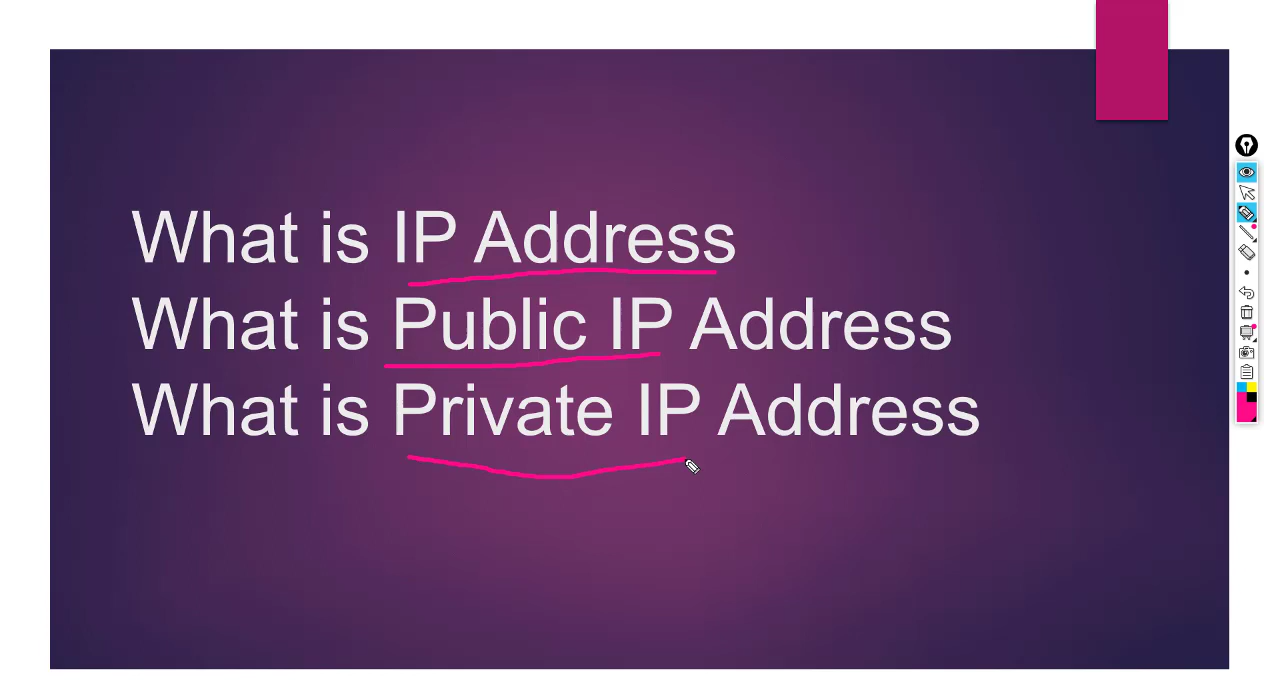 What is IP Address
What is Public IP Address
What is Private IP Address